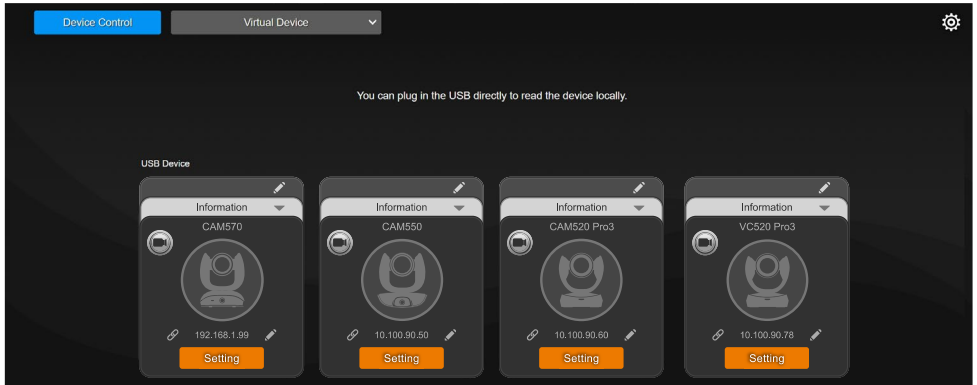 Device Control
Virtual Device
You can plug in the USB directly to read the device locally.
USB Device
Information
Information
Information
Information
CAM570
CAM550
CAM520 Pro3
VC520 Pro3
192.168.1.99
10.100.90.50
10.100.90.60
10.100.90.78
Setting
Setting
Setting
Setting